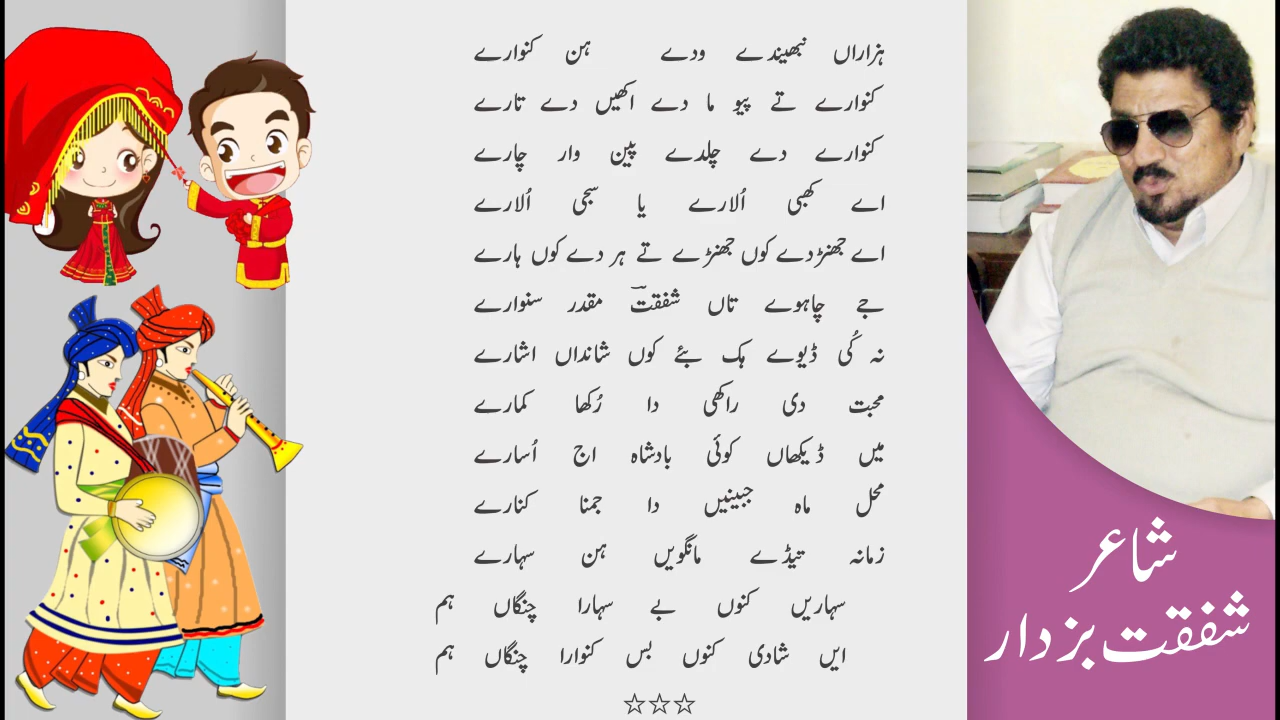 ہزاراں نبھیندے ودے ہن کنوارے
کنوارے تے پیو ما دے اکھیں دے تارے
کنوارے دے چلدے پین وار چارے
اے کھبی اُلارے یا سجی اُلارے
اے جھنڑدے کوں جھنڑے تے ہر دے کوں ہارے
جے چاہوے تاں شفقتؔ مقدر سنوارے
نہ کُی ڈیوے ہک بئے کوں شانداں اشارے
محبت دی راکھی دا رُکھا کمارے
میں ڈیکھاں کوئی بادشاہ اج اُسارے
محل ماہ جبینیں دا جمنا کنارے
زمانہ تیڈے مانگویں ہن سہارے
سہاریں کنوں بے سہارا چنگاں ہم
ایں شادی کنوں بس کنوارا چنگاں ہم
☆☆☆
شاعر
شفقت بزدار